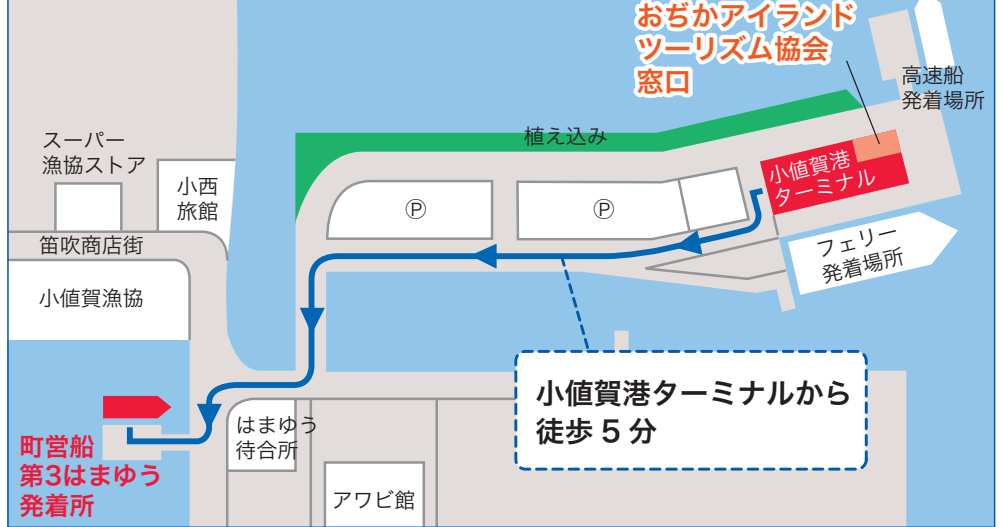 おぢかアイランド
ツーリズム協会
窓口
高速船
発着場所
植え込み
スーパー
漁協ストア
小西
旅館
Ⓟ
Ⓟ
小値賀港
ターミナル
笛吹商店街
フェリー
発着場所
小値賀漁協
小値賀港ターミナルから
徒歩 5 分
はまゆう
待合所
町営船
第3はまゆう
発着所
アワビ館